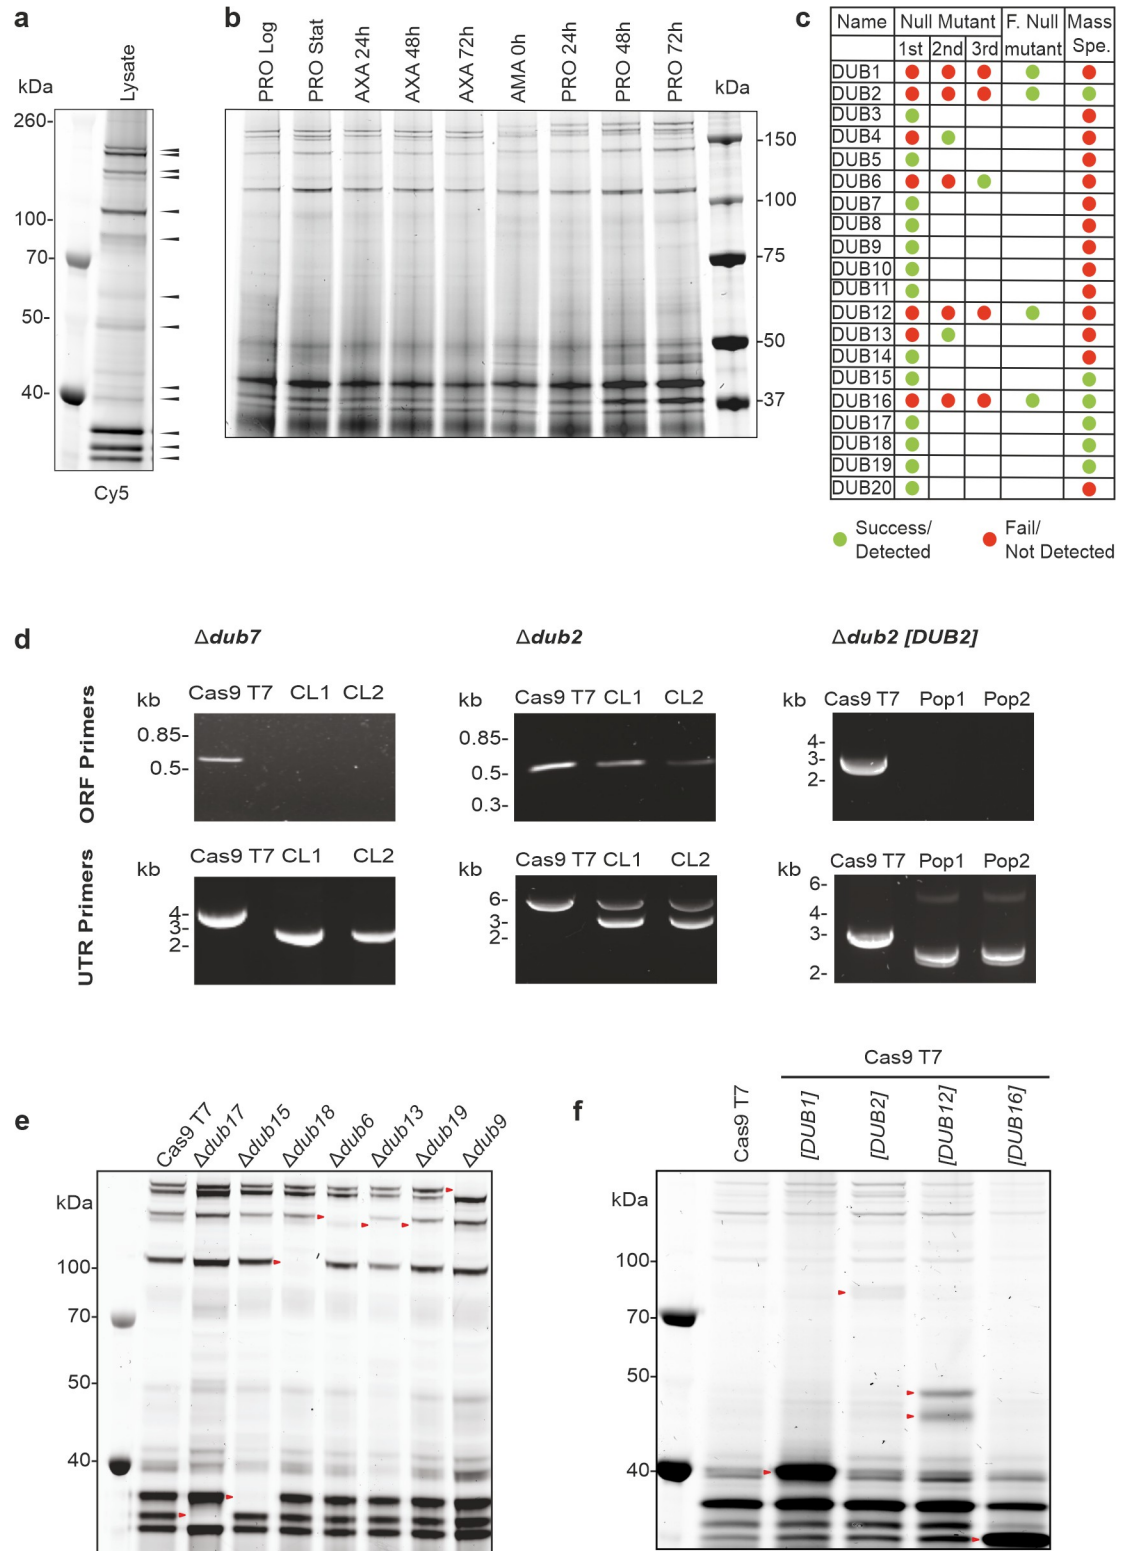 a
kDa
Lysate
260-
100-
70-
50-
40-
Cy5
b
PRO Log
PRO Stat
AXA 24h
AXA 48h
AXA 72h
AMA 0h
PRO 24h
PRO 48h
PRO 72h
kDa
-150
-100
-75
-50
-37
c
Name Null Mutant F. Null Mass
1st 2nd 3rd mutant Spe.
DUB1
DUB2
DUB3
DUB4
DUB5
DUB6
DUB7
DUB8
DUB9
DUB10
DUB11
DUB12
DUB13
DUB14
DUB15
DUB16
DUB17
DUB18
DUB19
DUB20
Success/ Fail/
Detected Not Detected
d
Δdub7 Δdub2 Δdub2 [DUB2]
ORF Primers
kb Cas9 T7 CL1 CL2
0.85-
0.5-
kb Cas9 T7 CL1 CL2
0.85-
0.5-
0.3-
kb Cas9 T7 Pop1 Pop2
4-
3-
2-
UTR Primers
kb Cas9 T7 CL1 CL2
4-
3-
2-
kb Cas9 T7 CL1 CL2
6-
3-
2-
kb Cas9 T7 Pop1 Pop2
6-
4-
3-
2-
e
Cas9 T7
Δdub17
Δdub15
Δdub18
Δdub6
Δdub13
Δdub19
Δdub9
kDa
100-
70-
50-
40-
f
Cas9 T7
Cas9 T7
[DUB1]
[DUB2]
[DUB12]
[DUB16]
kDa
100-
70-
50-
40-